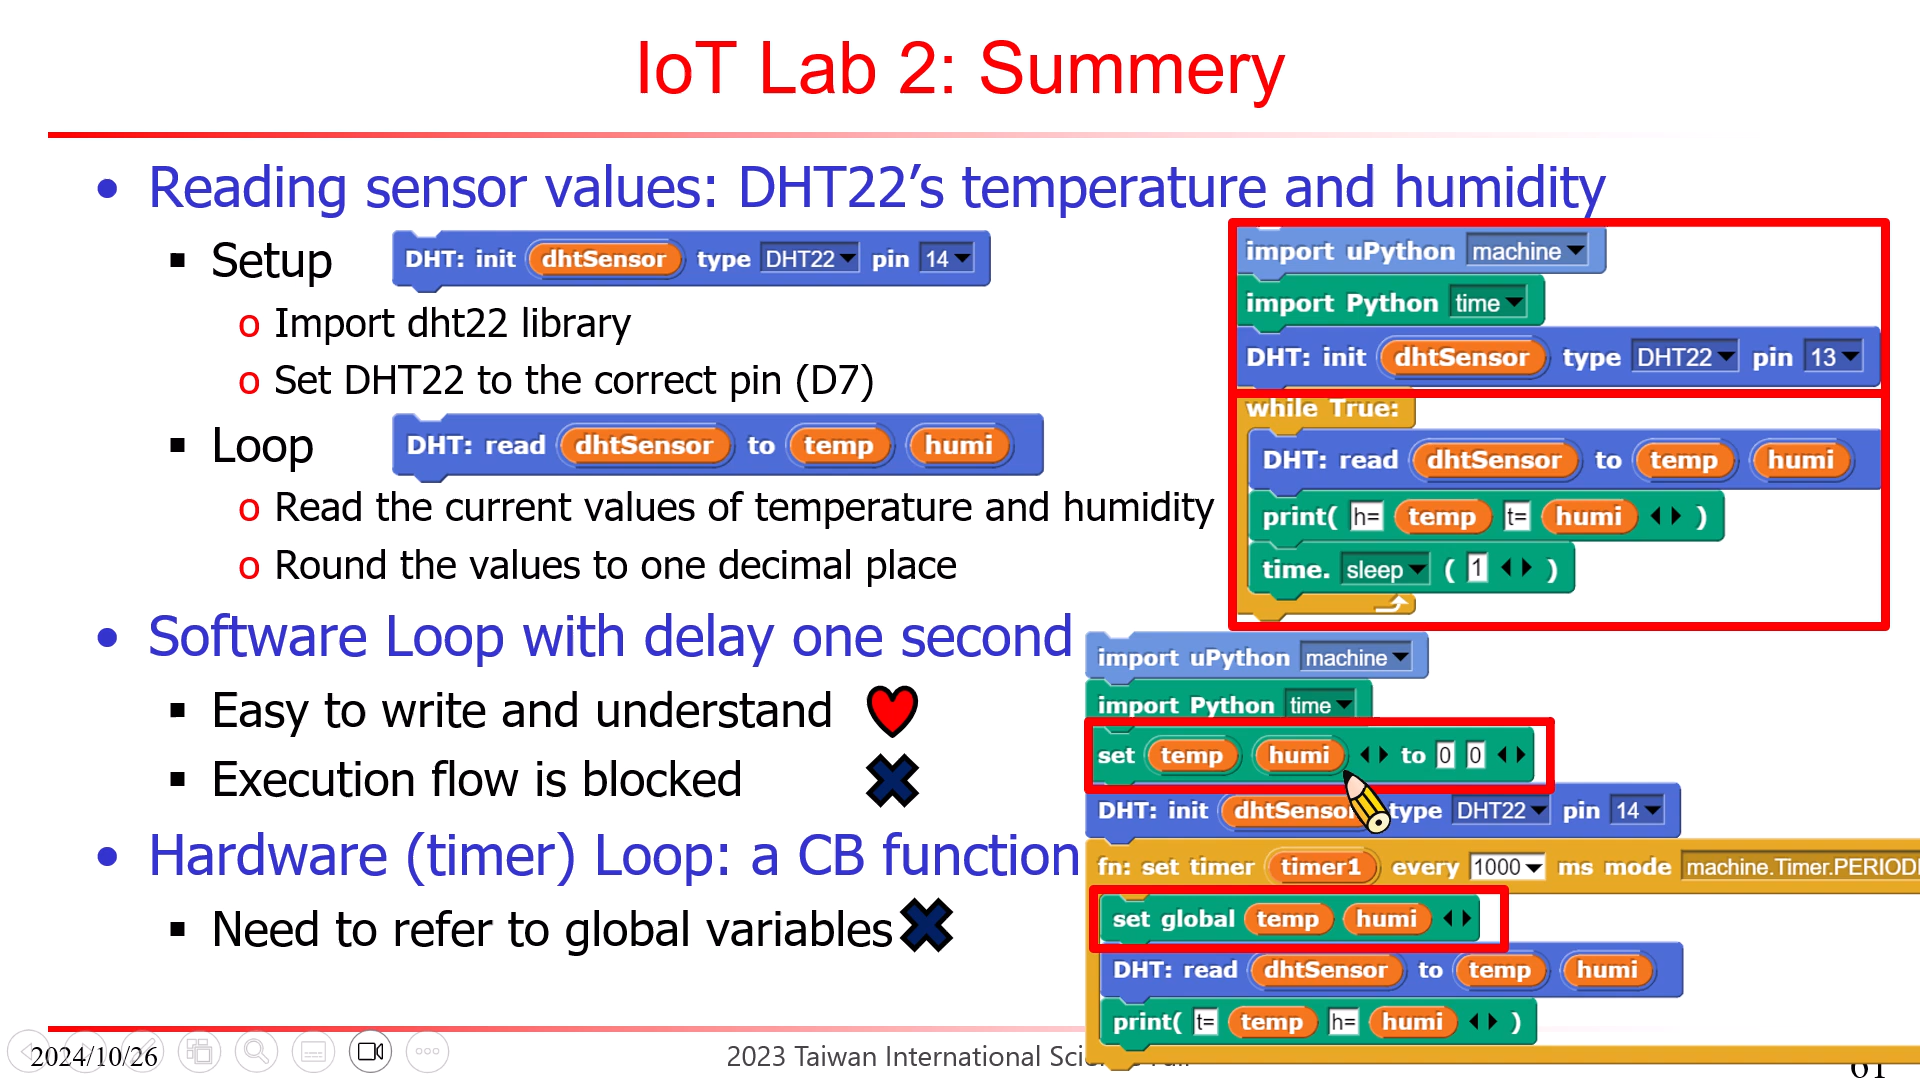 IoT Lab 2: Summery
• Reading sensor values: DHT22’s temperature and humidity
▪ Setup
DHT: init dhtSensor type DHT22 pin 14
o Import dht22 library
o Set DHT22 to the correct pin (D7)
▪ Loop
DHT: read dhtSensor to temp humi
o Read the current values of temperature and humidity
o Round the values to one decimal place
import uPython machine
import Python time
DHT: init dhtSensor type DHT22 pin 13
while True:
DHT: read dhtSensor to temp humi
print( h= temp t= humi )
time. sleep ( 1 )
• Software Loop with delay one second
▪ Easy to write and understand
▪ Execution flow is blocked
• Hardware (timer) Loop: a CB function
▪ Need to refer to global variables
import uPython machine
import Python time
set temp humi to 0 0
DHT: init dhtSensor type DHT22 pin 14
fn: set timer timer1 every 1000 ms mode machine.Timer.PERIODI
set global temp humi
DHT: read dhtSensor to temp humi
print( t= temp h= humi )
2024/10/26
2023 Taiwan International
61